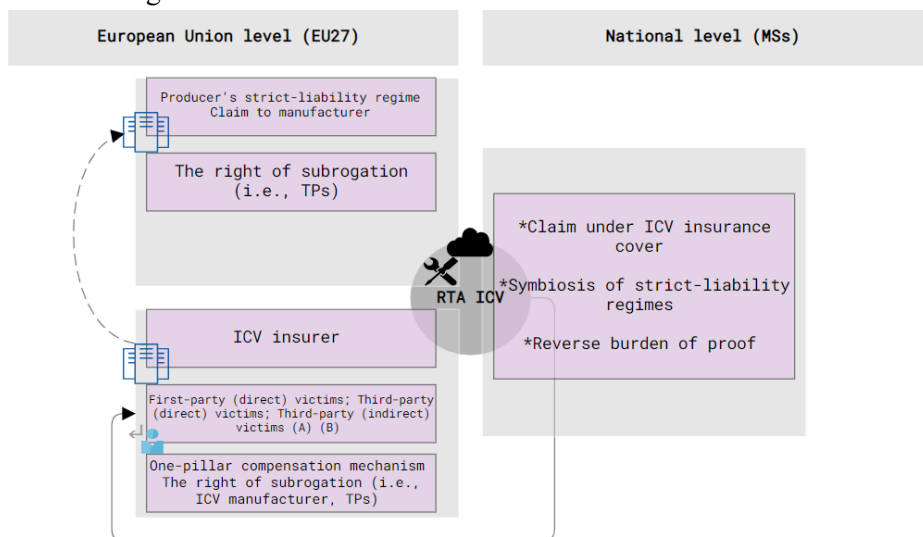 European Union level (EU27)
National level (MSs)
Producer's strict-liability regime
Claim to manufacturer
The right of subrogation
(i.e., TPs)
*Claim under ICV insurance
cover
*Symbiosis of strict-liability
regimes
*Reverse burden of proof
RTA ICV
ICV insurer
First-party (direct) victims; Third-party
(direct) victims; Third-party (indirect)
victims (A) (B)
One-pillar compensation mechanism
The right of subrogation (i.e.,
ICV manufacturer, TPs)